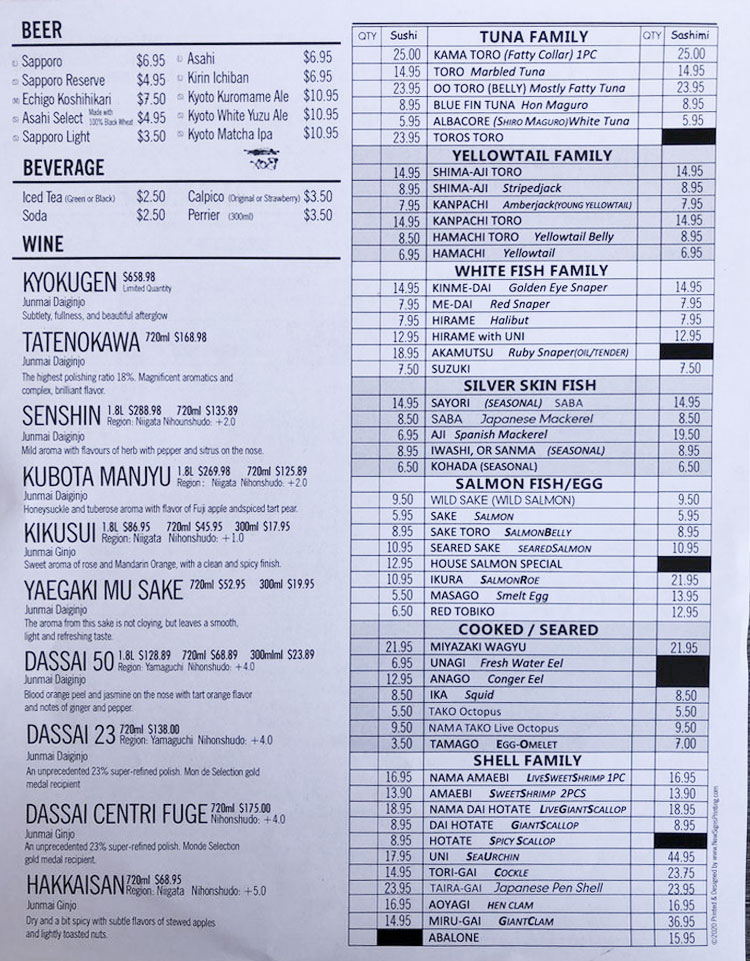 BEER
Sapporo $6.95
Sapporo Reserve $4.95
Echigo Koshihikari $7.50
Asahi Select Made with 100% Black Wheat $4.95
Sapporo Light $3.50
Asahi $6.95
Kirin Ichiban $6.95
Kyoto Kuromame Ale $10.95
Kyoto White Yuzu Ale $10.95
Kyoto Matcha Ipa $10.95
BEVERAGE
Iced Tea (Green or Black) $2.50
Soda $2.50
Calpico (Original or Strawberry) $3.50
Perrier (300ml) $3.50
WINE
KYOKUGEN $658.98
Limited Quantity
Junmai Daiginjo
Subtlety, fullness, and beautiful afterglow
TATENOKAWA 720ml $168.98
Junmai Daiginjo
The highest polishing ratio 18%. Magnificent aromatics and
complex, brilliant flavor.
SENSHIN 1.8L $288.98 720ml $135.89
Region: Niigata Nihounshudo: +2.0
Junmai Daiginjo
Mild aroma with flavours of herb with pepper and sitrus on the nose.
KUBOTA MANJYU 1.8L $269.98 720ml $125.89
Region: Niigata Nihonshudo: +2.0
Junmai Daiginjo
Honeysuckle and tuberose aroma with flavor of Fuji apple andspiced tart pear.
KIKUSUI 1.8L $86.95 720ml $45.95 300ml $17.95
Region: Niigata Nihonshudo: +1.0
Junmai Ginjo
Sweet aroma of rose and Mandarin Orange, with a clean and spicy finish.
YAEGAKI MU SAKE 720ml $52.95 300ml $19.95
Junmai Daiginjo
The aroma from this sake is not cloying, but leaves a smooth,
light and refreshing taste.
DASSAI 50 1.8L $128.89 720ml $68.89 300mlml $23.89
Region: Yamaguchi Nihonshudo: +4.0
Junmai Daiginjo
Blood orange peel and jasmine on the nose with tart orange flavor
and notes of ginger and pepper.
DASSAI 23 720ml $138.00
Region: Yamaguchi Nihonshudo: +4.0
Junmai Daiginjo
An unprecedented 23% super-refined polish. Mon de Selection gold
medal recipient
DASSAI CENTRI FUGE 720ml $175.00
Nihonshudo: +4.0
Junmai Ginjo
An unprecedented 23% super-refined polish. Monde Selection
gold medal recipient.
HAKKAISAN 720ml $68.95
Region: Niigata Nihonshudo: +5.0
Junmai Ginjo
Dry and a bit spicy with subtle flavors of stewed apples
and lightly toasted nuts.
QTY Sushi TUNA FAMILY QTY Sashimi
25.00 KAMA TORO (Fatty Collar) 1PC 25.00
14.95 TORO Marbled Tuna 14.95
23.95 OO TORO (BELLY) Mostly Fatty Tuna 23.95
8.95 BLUE FIN TUNA Hon Maguro 8.95
5.95 ALBACORE (SHIRO MAGURO)White Tuna 5.95
23.95 TOROS TORO
YELLOWTAIL FAMILY
14.95 SHIMA-AJI TORO 14.95
8.95 SHIMA-AJI Stripedjack 8.95
7.95 KANPACHI Amberjack(YOUNG YELLOWTAIL) 7.95
14.95 KANPACHI TORO 14.95
8.50 HAMACHI TORO Yellowtail Belly 8.95
6.95 HAMACHI Yellowtail 6.95
WHITE FISH FAMILY
14.95 KINME-DAI Golden Eye Snaper 14.95
7.95 ME-DAI Red Snaper 7.95
7.95 HIRAME Halibut 7.95
12.95 HIRAME with UNI 12.95
18.95 AKAMUTSU Ruby Snaper(OIL/TENDER)
7.50 SUZUKI 7.50
SILVER SKIN FISH
14.95 SAYORI (SEASONAL) SABA 14.95
8.50 SABA Japanese Mackerel 8.50
6.95 AJI Spanish Mackerel 19.50
8.95 IWASHI, OR SANMA (SEASONAL) 8.95
6.50 KOHADA (SEASONAL) 6.50
SALMON FISH/EGG
9.50 WILD SAKE (WILD SALMON) 9.50
5.95 SAKE SALMON 5.95
8.95 SAKE TORO SALMONBELLY 8.95
10.95 SEARED SAKE SEAREDSALMON 10.95
12.95 HOUSE SALMON SPECIAL
10.95 IKURA SALMONROE 21.95
5.50 MASAGO Smelt Egg 13.95
6.50 RED TOBIKO 12.95
COOKED / SEARED
21.95 MIYAZAKI WAGYU 21.95
6.95 UNAGI Fresh Water Eel
12.95 ANAGO Conger Eel
8.50 IKA Squid 8.50
5.50 TAKO Octopus 5.50
9.50 NAMA TAKO Live Octopus 9.50
3.50 TAMAGO EGG-OMELET 7.00
SHELL FAMILY
16.95 NAMA AMAEBI LIVESWEETSHRIMP 1PC 16.95
13.90 AMAEBI SWEETSHRIMP 2PCS 13.90
18.95 NAMA DAI HOTATE LIVEGIANTSCALLOP 18.95
8.95 DAI HOTATE GIANTSCALLOP 8.95
8.95 HOTATE SPICY SCALLOP
17.95 UNI SEAURCHIN 44.95
14.95 TORI-GAI COCKLE 23.75
23.95 TAIRA-GAI Japanese Pen Shell 23.95
16.95 AOYAGI HEN CLAM 16.95
14.95 MIRU-GAI GIANTCLAM 36.95
ABALONE 15.95
©2020 Printed & Designed by www.NewSignsPrinting.com